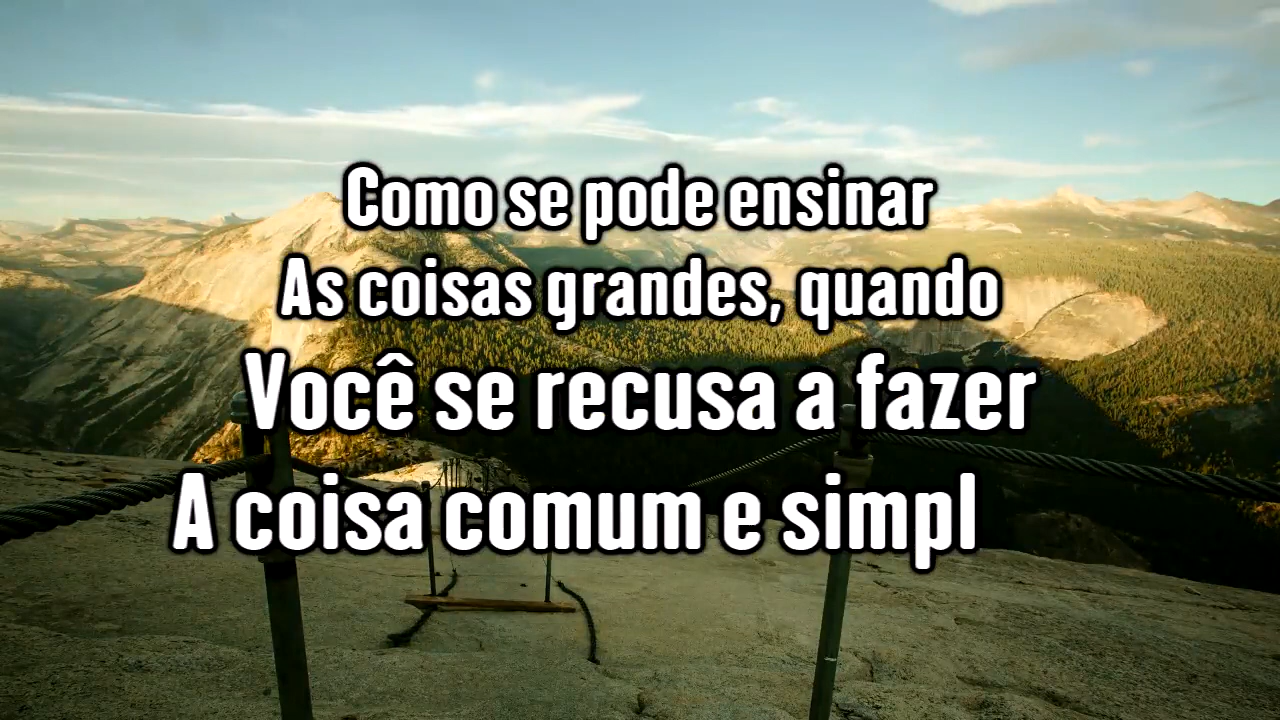 Como se pode ensinar
As coisas grandes, quando
Você se recusa a fazer
A coisa comum e simpl